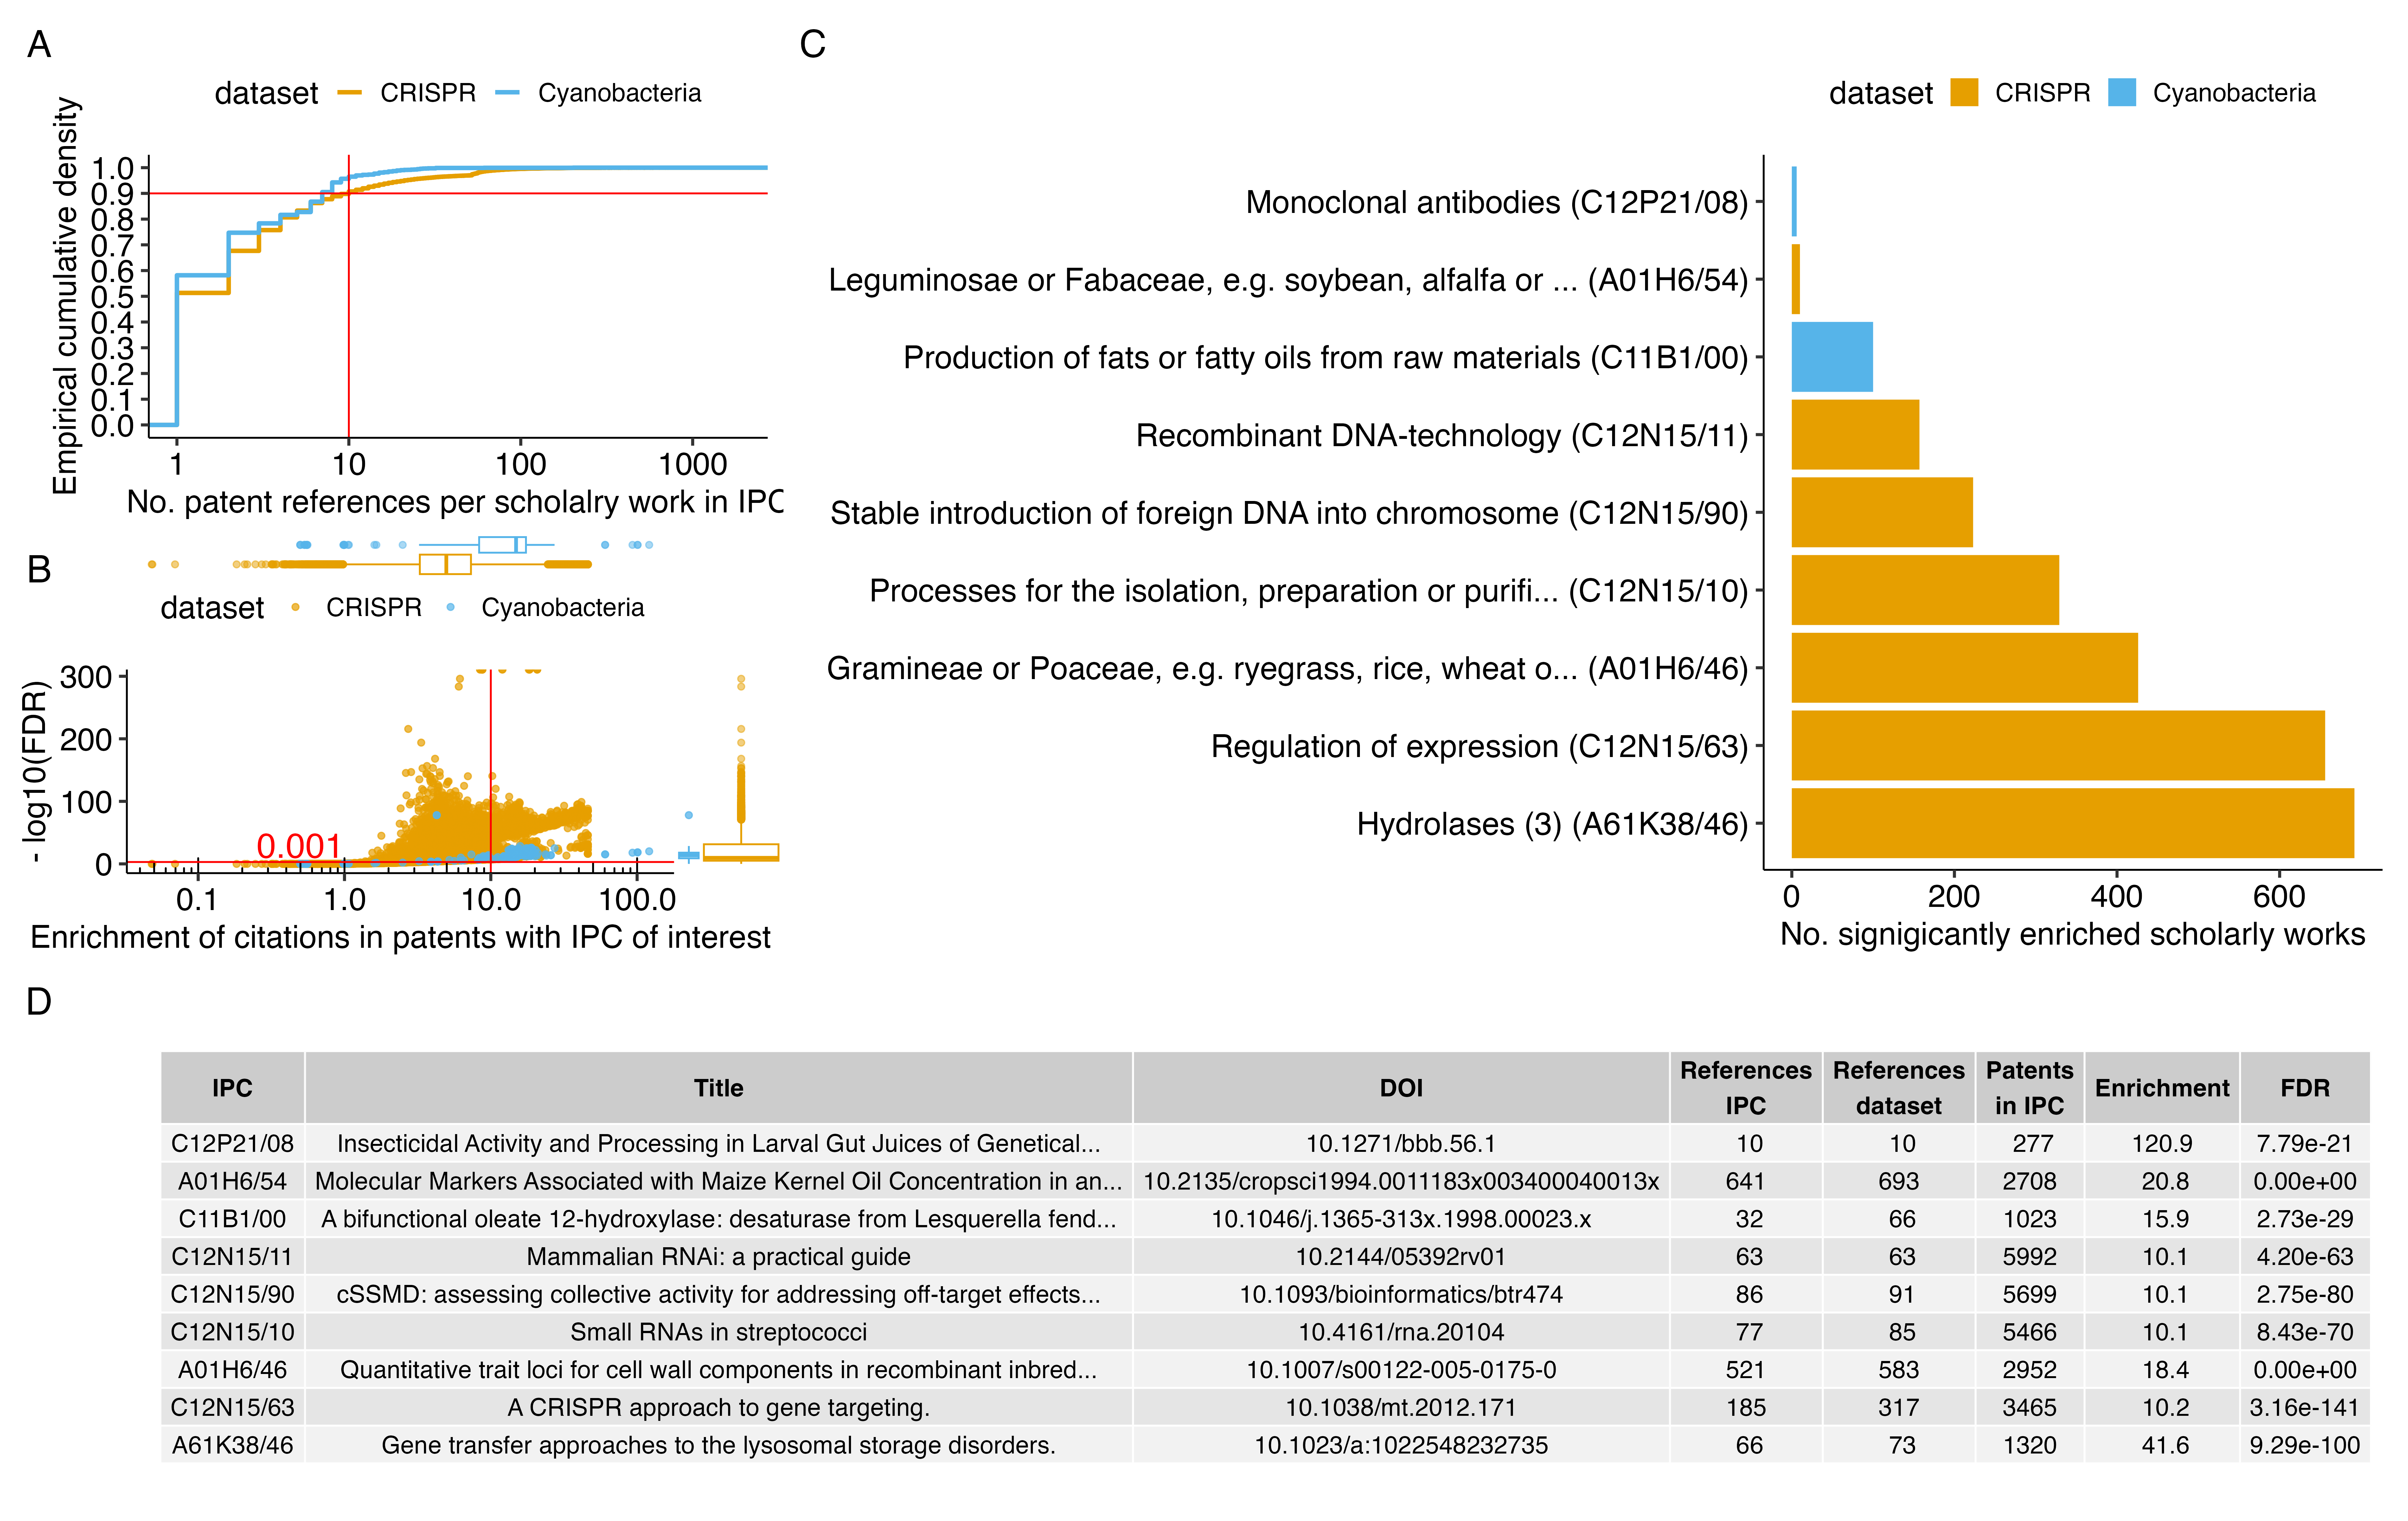 A
dataset CRISPR Cyanobacteria
Empirical cumulative density
1.0
0.9
0.8
0.7
0.6
0.5
0.4
0.3
0.2
0.1
0.0
1 10 100 1000
No. patent references per scholalry work in IPC
B
dataset CRISPR Cyanobacteria
- log10(FDR)
300
200
100
0
0.001
0.1 1.0 10.0 100.0
Enrichment of citations in patents with IPC of interest
C
dataset CRISPR Cyanobacteria
Monoclonal antibodies (C12P21/08)
Leguminosae or Fabaceae, e.g. soybean, alfalfa or ... (A01H6/54)
Production of fats or fatty oils from raw materials (C11B1/00)
Recombinant DNA-technology (C12N15/11)
Stable introduction of foreign DNA into chromosome (C12N15/90)
Processes for the isolation, preparation or purifi... (C12N15/10)
Gramineae or Poaceae, e.g. ryegrass, rice, wheat o... (A01H6/46)
Regulation of expression (C12N15/63)
Hydrolases (3) (A61K38/46)
0 200 400 600
No. signigicantly enriched scholarly works
D
IPC Title DOI References IPC References dataset Patents in IPC Enrichment FDR
C12P21/08 Insecticidal Activity and Processing in Larval Gut Juices of Genetical... 10.1271/bbb.56.1 10 10 277 120.9 7.79e-21
A01H6/54 Molecular Markers Associated with Maize Kernel Oil Concentration in an... 10.2135/cropsci1994.0011183x003400040013x 641 693 2708 20.8 0.00e+00
C11B1/00 A bifunctional oleate 12-hydroxylase: desaturase from Lesquerella fend... 10.1046/j.1365-313x.1998.00023.x 32 66 1023 15.9 2.73e-29
C12N15/11 Mammalian RNAi: a practical guide 10.2144/05392rv01 63 63 5992 10.1 4.20e-63
C12N15/90 cSSMD: assessing collective activity for addressing off-target effects... 10.1093/bioinformatics/btr474 86 91 5699 10.1 2.75e-80
C12N15/10 Small RNAs in streptococci 10.4161/rna.20104 77 85 5466 10.1 8.43e-70
A01H6/46 Quantitative trait loci for cell wall components in recombinant inbred... 10.1007/s00122-005-0175-0 521 583 2952 18.4 0.00e+00
C12N15/63 A CRISPR approach to gene targeting. 10.1038/mt.2012.171 185 317 3465 10.2 3.16e-141
A61K38/46 Gene transfer approaches to the lysosomal storage disorders. 10.1023/a:1022548232735 66 73 1320 41.6 9.29e-100